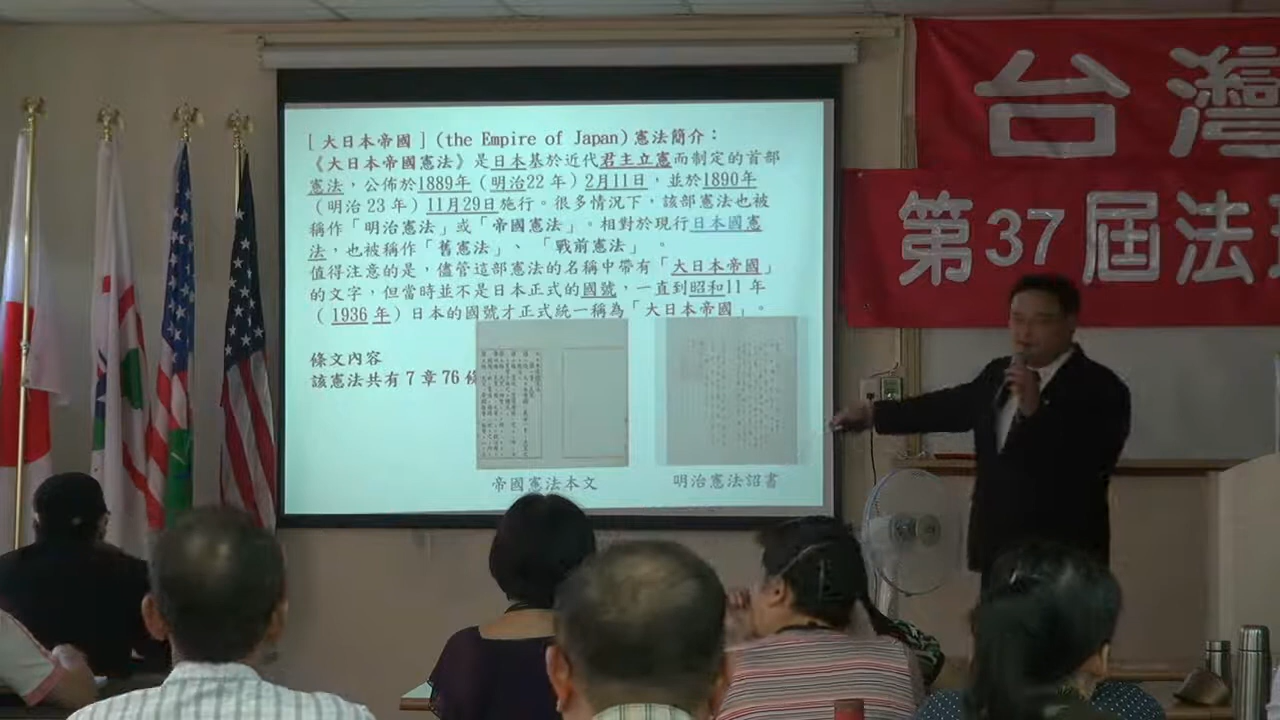 [ 大日本帝國 ] (the Empire of Japan) 憲法簡介：
《大日本帝國憲法》是日本基於近代君主立憲而制定的首部
憲法，公佈於1889年（明治22 年）2月11日，並於1890年
（明治 23 年）11月29日施行。很多情況下，該部憲法也被
稱作「明治憲法」或「帝國憲法」。相對於現行日本國憲
法，也被稱作「舊憲法」、「戰前憲法」。
值得注意的是，儘管這部憲法的名稱中帶有「大日本帝國」
的文字，但當時並不是日本正式的國號，一直到昭和11 年
（ 1936 年）日本的國號才正式統一稱為「大日本帝國」。
條文內容
該憲法共有 7 章 76 條
帝國憲法本文
明治憲法詔書
台灣
第37屆法